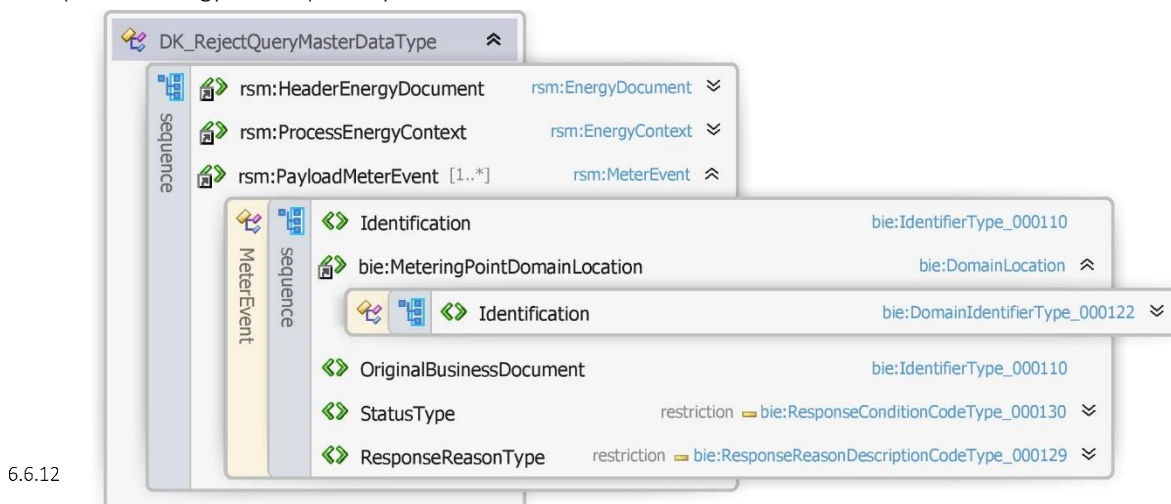 DK_RejectQueryMasterDataType
sequence
rsm:HeaderEnergyDocument rsm:EnergyDocument
rsm:ProcessEnergyContext rsm:EnergyContext
rsm:PayloadMeterEvent [1..*] rsm:MeterEvent
MeterEvent
sequence
Identification bie:IdentifierType_000110
bie:MeteringPointDomainLocation bie:DomainLocation
Identification bie:DomainIdentifierType_000122
OriginalBusinessDocument bie:IdentifierType_000110
StatusType restriction bie:ResponseConditionCodeType_000130
ResponseReasonType restriction bie:ResponseReasonDescriptionCodeType_000129
6.6.12